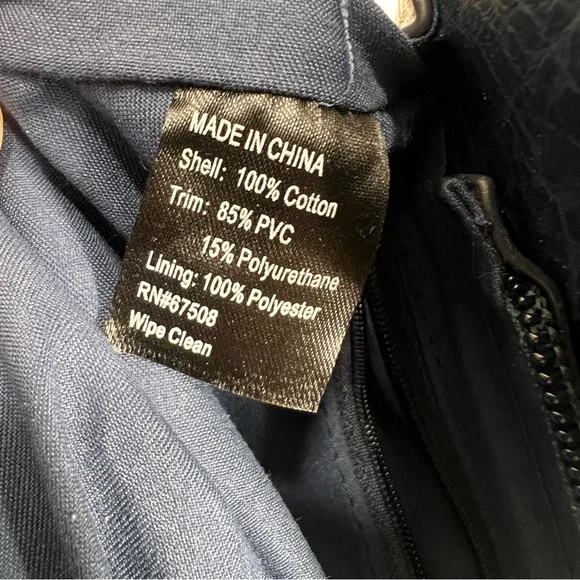 MADE IN CHINA
Shell: 100% Cotton
Trim: 85% PVC
15% Polyurethane
Lining: 100% Polyester
RN#67508
Wipe Clean